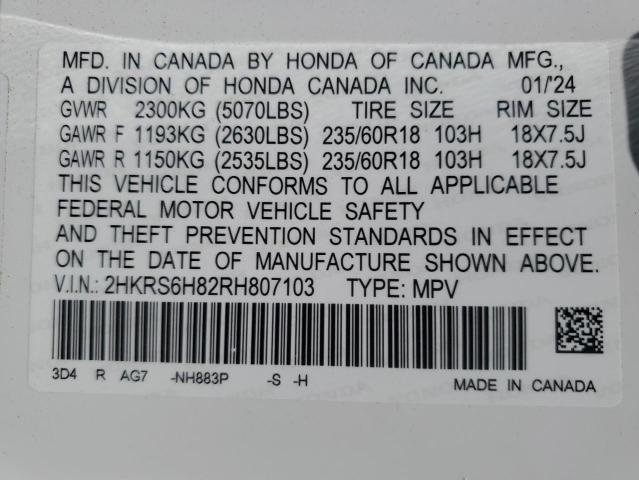 MFD. IN CANADA BY HONDA OF CANADA MFG.,
A DIVISION OF HONDA CANADA INC. 01/'24
GVWR 2300KG (5070LBS) TIRE SIZE RIM SIZE
GAWR F 1193KG (2630LBS) 235/60R18 103H 18X7.5J
GAWR R 1150KG (2535LBS) 235/60R18 103H 18X7.5J
THIS VEHICLE CONFORMS TO ALL APPLICABLE
FEDERAL MOTOR VEHICLE SAFETY
AND THEFT PREVENTION STANDARDS IN EFFECT
ON THE DATE OF MANUFACTURE SHOWN ABOVE.
V.I.N.: 2HKRS6H82RH807103 TYPE: MPV
3D4 R AG7 -NH883P -S -H MADE IN CANADA